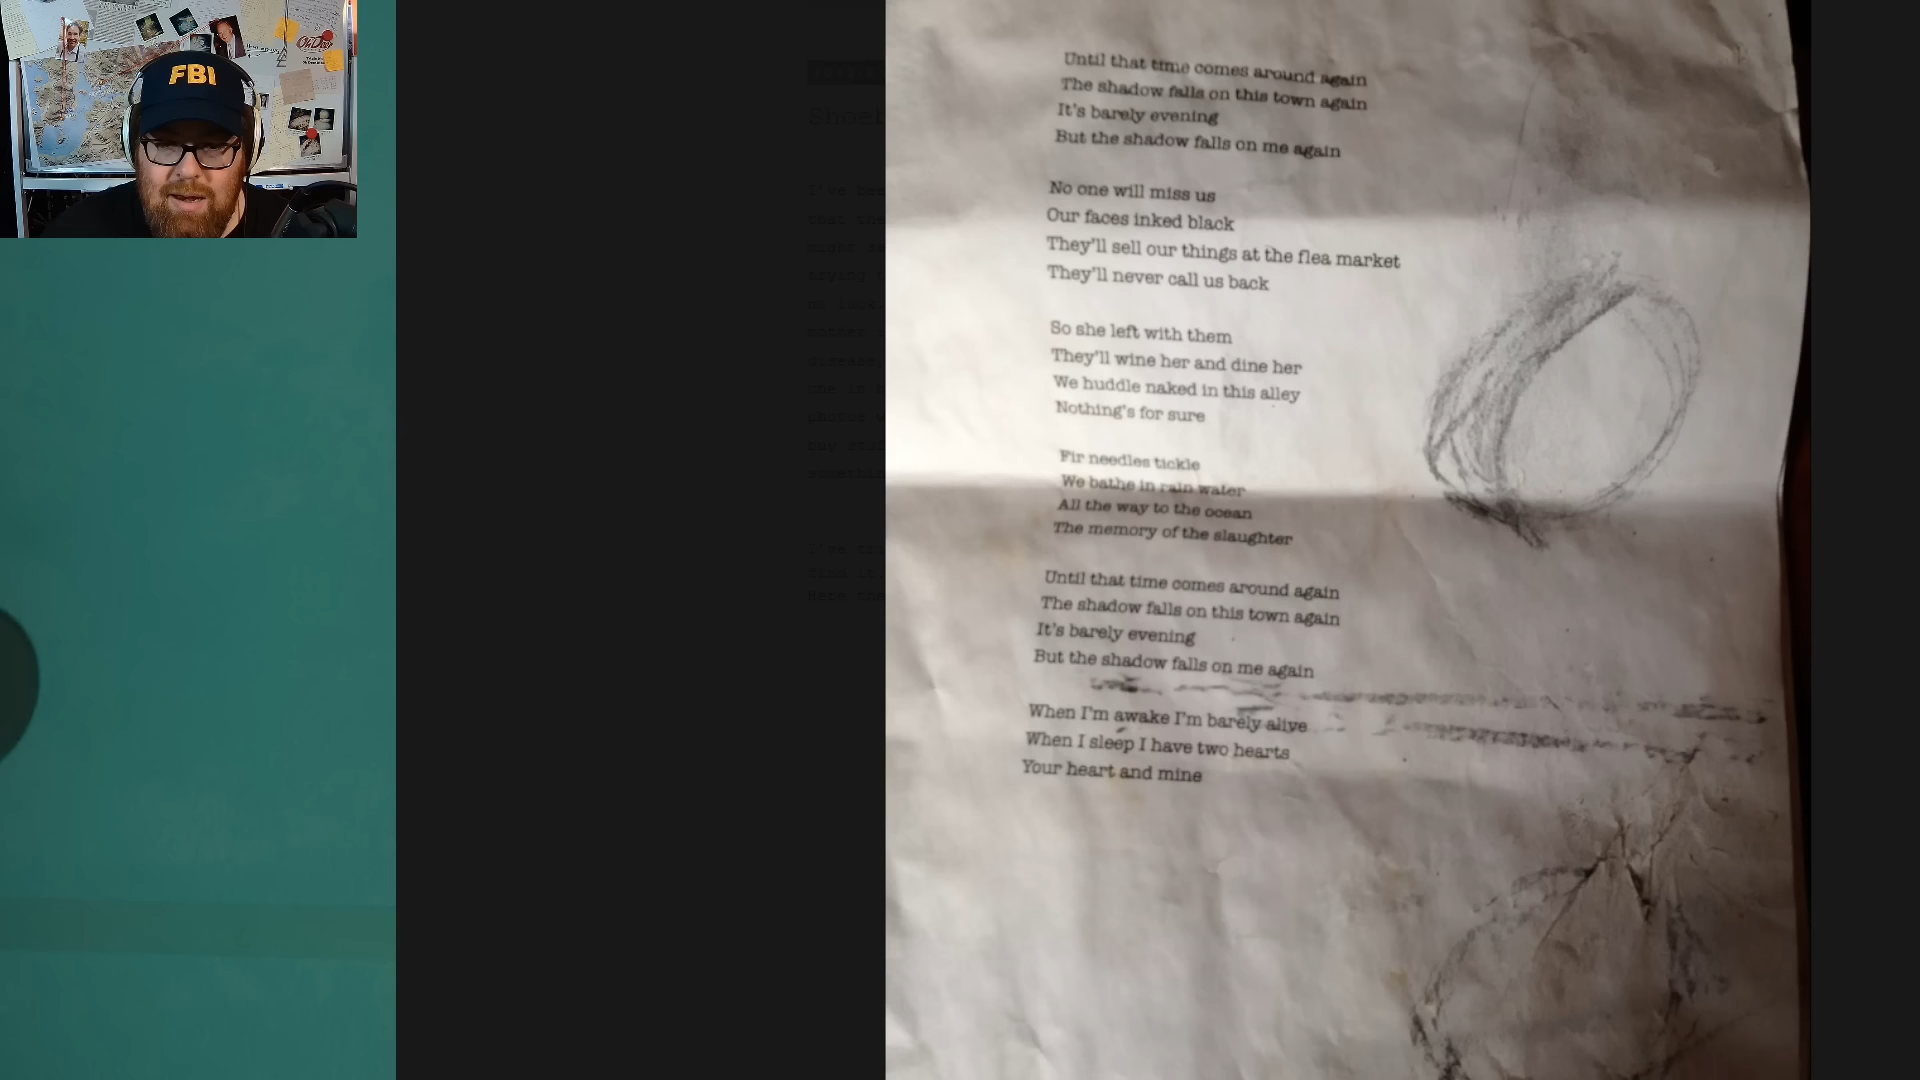 FBI
Until that time comes around again
The shadow falls on this town again
It's barely evening
But the shadow falls on me again
No one will miss us
Our faces inked black
They'll sell our things at the flea market
They'll never call us back
So she left with them
They'll wine her and dine her
We huddle naked in this alley
Nothing's for sure
Fir needles tickle
We bathe in rain water
All the way to the ocean
The memory of the slaughter
Until that time comes around again
The shadow falls on this town again
It's barely evening
But the shadow falls on me again
When I'm awake I'm barely alive
When I sleep I have two hearts
Your heart and mine